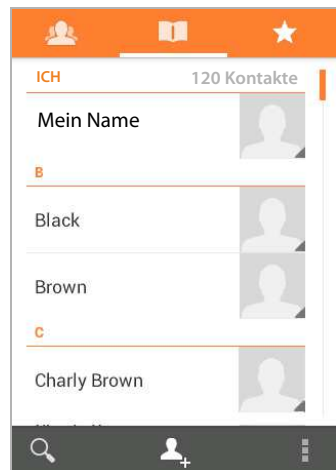 ICH 120 Kontakte
Mein Name
B
Black
Brown
C
Charly Brown